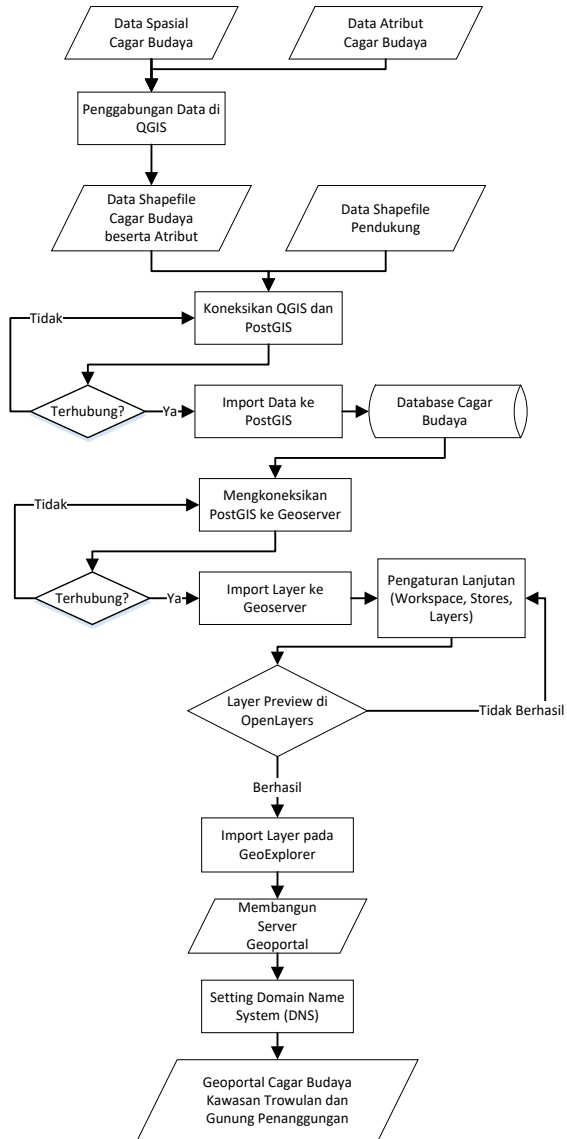 Data Spasial
Cagar Budaya
Data Atribut
Cagar Budaya
Penggabungan Data di
QGIS
Data Shapefile
Cagar Budaya
beserta Atribut
Data Shapefile
Pendukung
Tidak
Koneksikan QGIS dan
PostGIS
Terhubung?
Ya
Import Data ke
PostGIS
Database Cagar
Budaya
Tidak
Mengkoneksikan
PostGIS ke Geoserver
Terhubung?
Ya
Import Layer ke
Geoserver
Pengaturan Lanjutan
(Workspace, Stores,
Layers)
Layer Preview di
OpenLayers
Tidak Berhasil
Berhasil
Import Layer pada
GeoExplorer
Membangun
Server
Geoportal
Setting Domain Name
System (DNS)
Geoportal Cagar Budaya
Kawasan Trowulan dan
Gunung Penanggungan